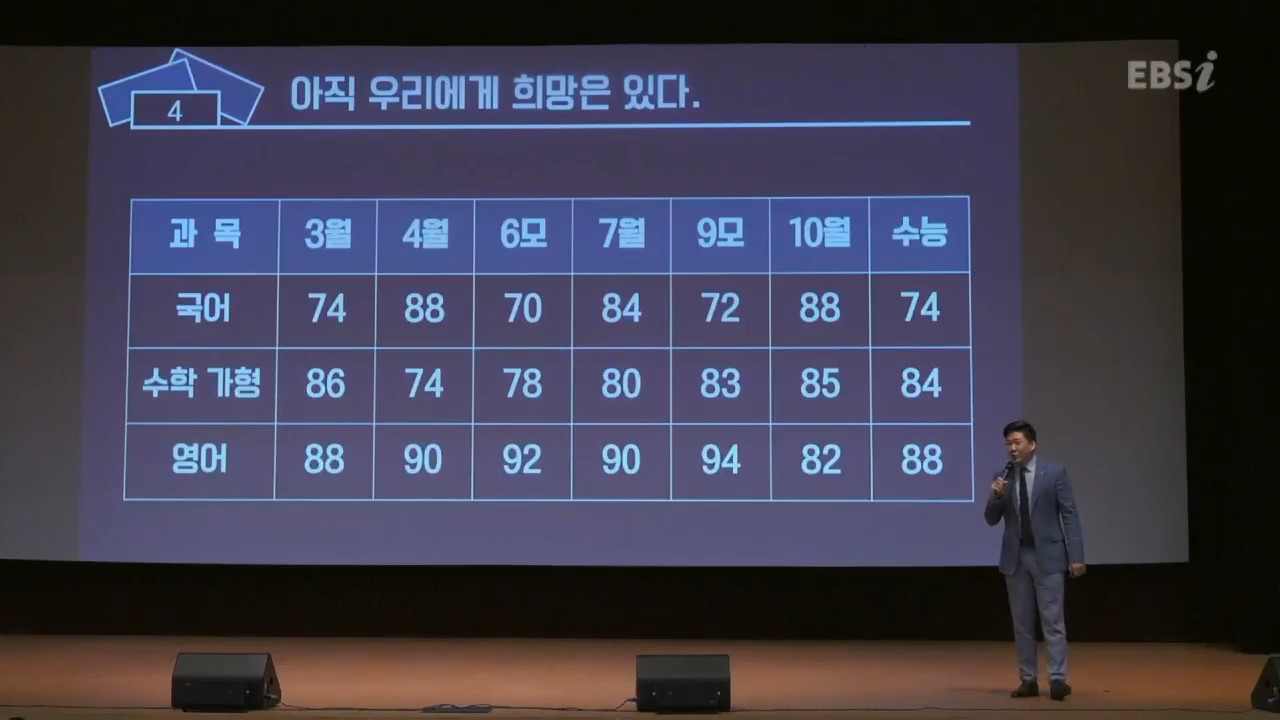 EBSi
4
아직 우리에게 희망은 있다.
과 목 3월 4월 6모 7월 9모 10월 수능
국어 74 88 70 84 72 88 74
수학 가형 86 74 78 80 83 85 84
영어 88 90 92 90 94 82 88